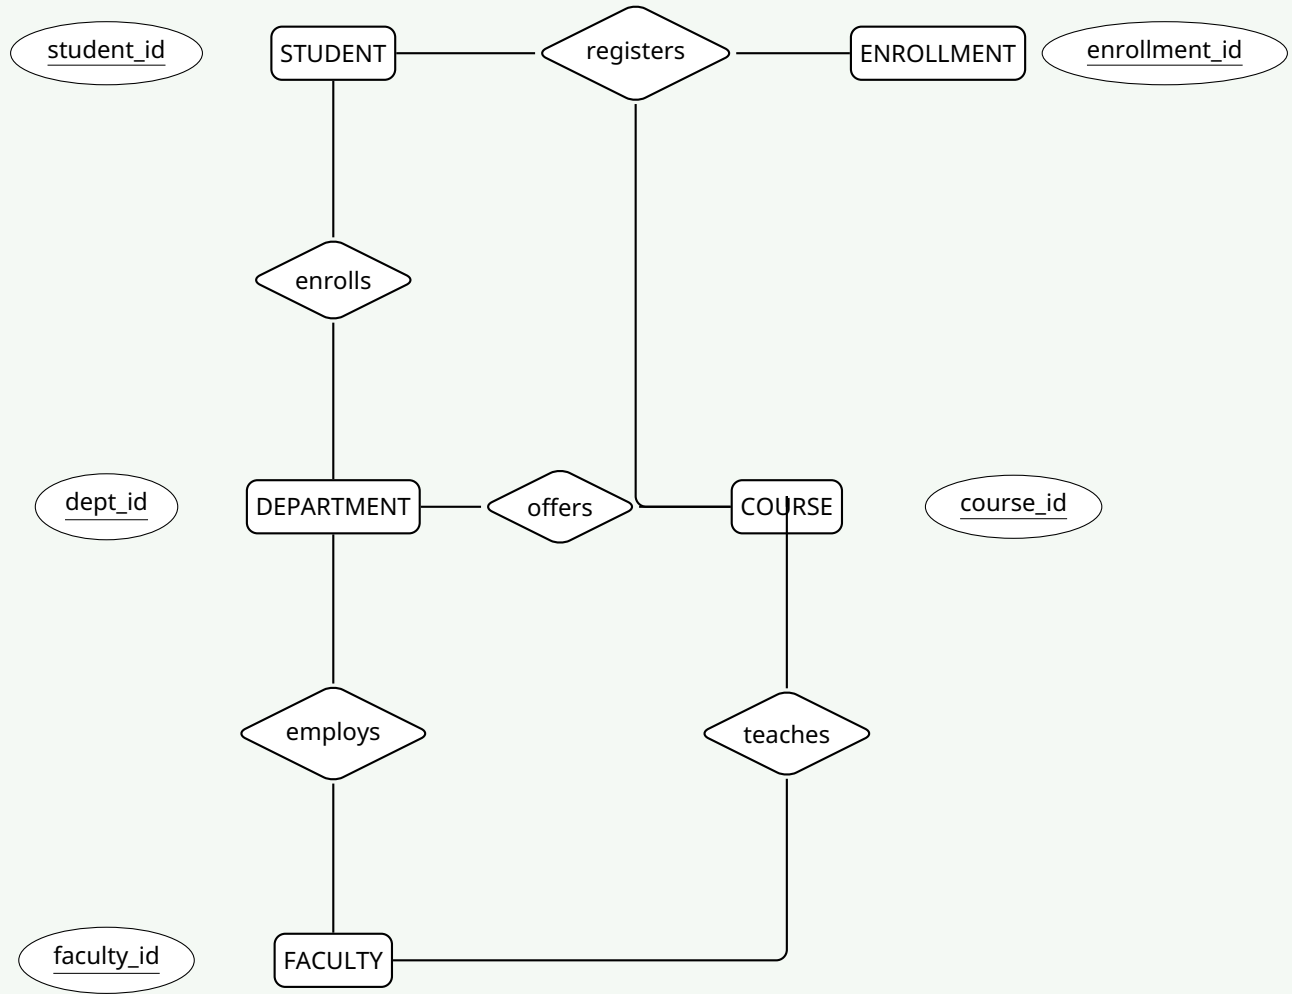 student_id
STUDENT
registers
ENROLLMENT
enrollment_id
enrolls
dept_id
DEPARTMENT
offers
COURSE
course_id
employs
teaches
faculty_id
FACULTY